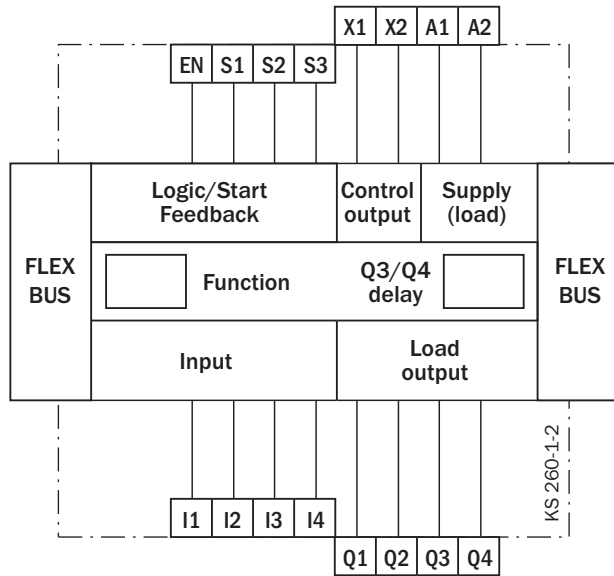 X1 X2 A1 A2
EN S1 S2 S3
Logic/Start
Feedback
Control
output
Supply
(load)
FLEX
BUS
Function
Q3/Q4
delay
FLEX
BUS
Input
Load
output
KS 260-1-2
I1 I2 I3 I4
Q1 Q2 Q3 Q4